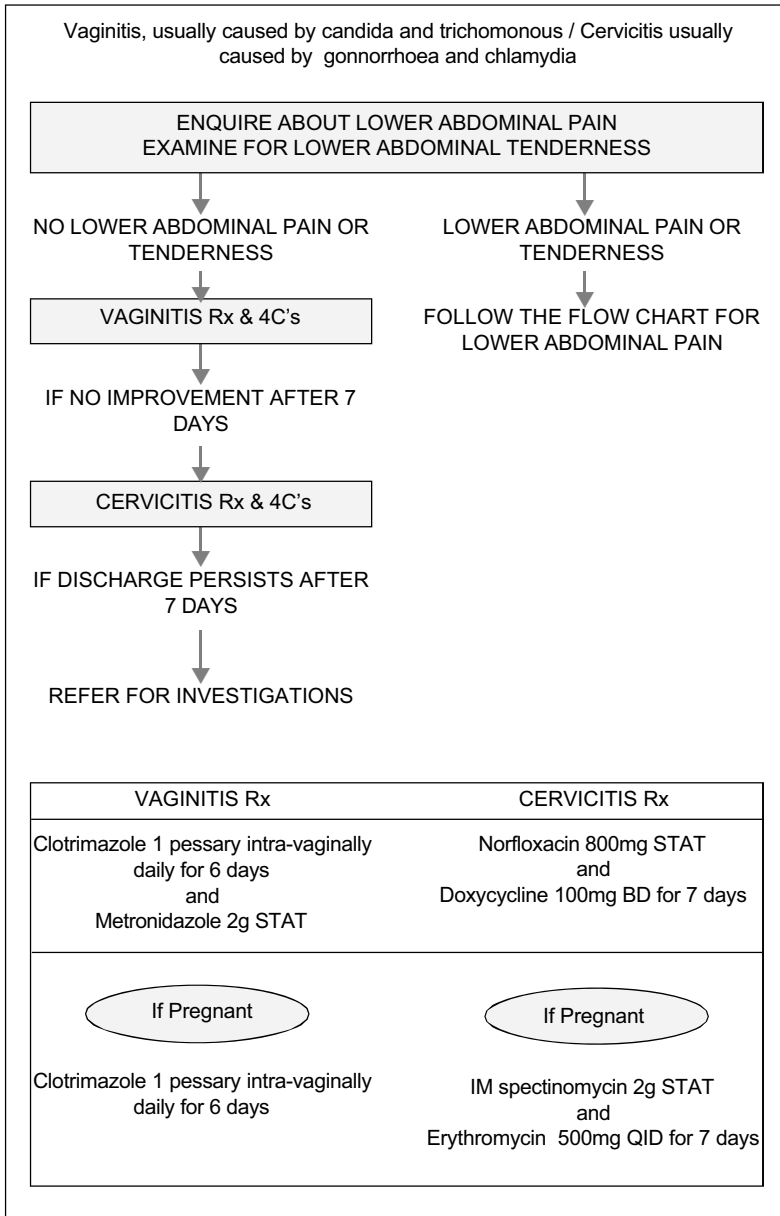 Vaginitis, usually caused by candida and trichomonous / Cervicitis usually
caused by gonnorrhoea and chlamydia
ENQUIRE ABOUT LOWER ABDOMINAL PAIN
EXAMINE FOR LOWER ABDOMINAL TENDERNESS
NO LOWER ABDOMINAL PAIN OR
TENDERNESS
LOWER ABDOMINAL PAIN OR
TENDERNESS
VAGINITIS Rx & 4C's
FOLLOW THE FLOW CHART FOR
LOWER ABDOMINAL PAIN
IF NO IMPROVEMENT AFTER 7
DAYS
CERVICITIS Rx & 4C's
IF DISCHARGE PERSISTS AFTER
7 DAYS
REFER FOR INVESTIGATIONS
VAGINITIS Rx
CERVICITIS Rx
Clotrimazole 1 pessary intra-vaginally
daily for 6 days
and
Metronidazole 2g STAT
Norfloxacin 800mg STAT
and
Doxycycline 100mg BD for 7 days
If Pregnant
If Pregnant
Clotrimazole 1 pessary intra-vaginally
daily for 6 days
IM spectinomycin 2g STAT
and
Erythromycin 500mg QID for 7 days